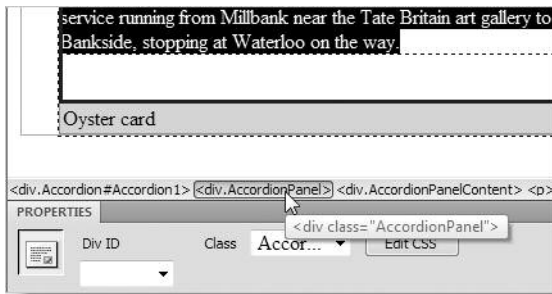 service running from Millbank near the Tate Britain art gallery to
Bankside, stopping at Waterloo on the way.
Oyster card
<div.Accordion#Accordion1> <div.AccordionPanel> <div.AccordionPanelContent> <p>
PROPERTIES
<div class="AccordionPanel">
Div ID Class Accor... Edit CSS